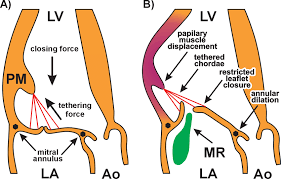 A)
LV
closing force
PM
tethering
force
mitral
annulus
LA
Ao
B)
LV
papillary
muscle
displacement
tethered
chordae
restricted
leaflet
closure
annular
dilation
MR
LA
Ao